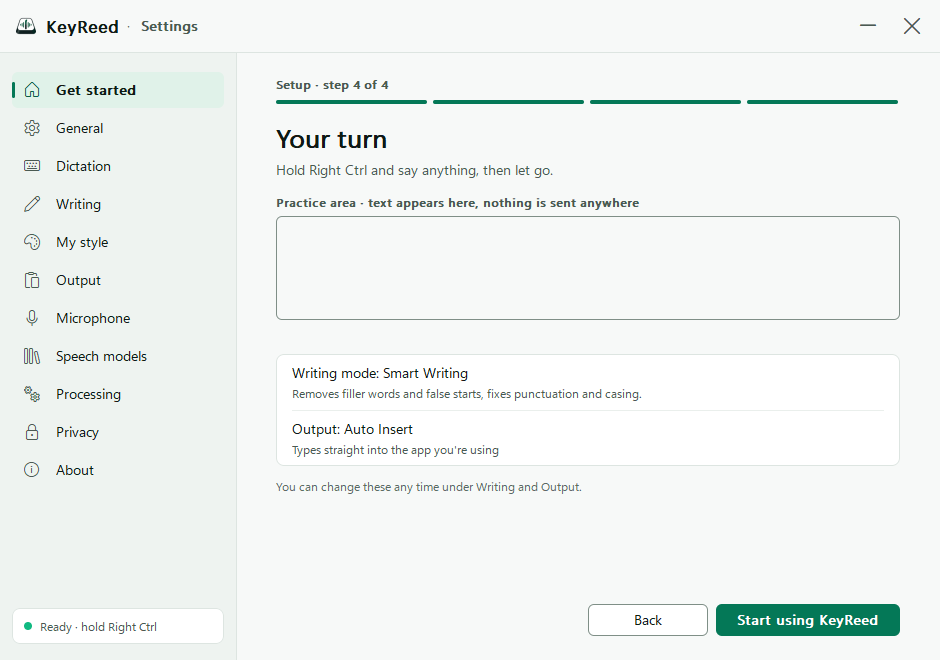 KeyReed · Settings
Get started
General
Dictation
Writing
My style
Output
Microphone
Speech models
Processing
Privacy
About
Ready · hold Right Ctrl
Setup · step 4 of 4
Your turn
Hold Right Ctrl and say anything, then let go.
Practice area · text appears here, nothing is sent anywhere
Writing mode: Smart Writing
Removes filler words and false starts, fixes punctuation and casing.
Output: Auto Insert
Types straight into the app you're using
You can change these any time under Writing and Output.
Back
Start using KeyReed